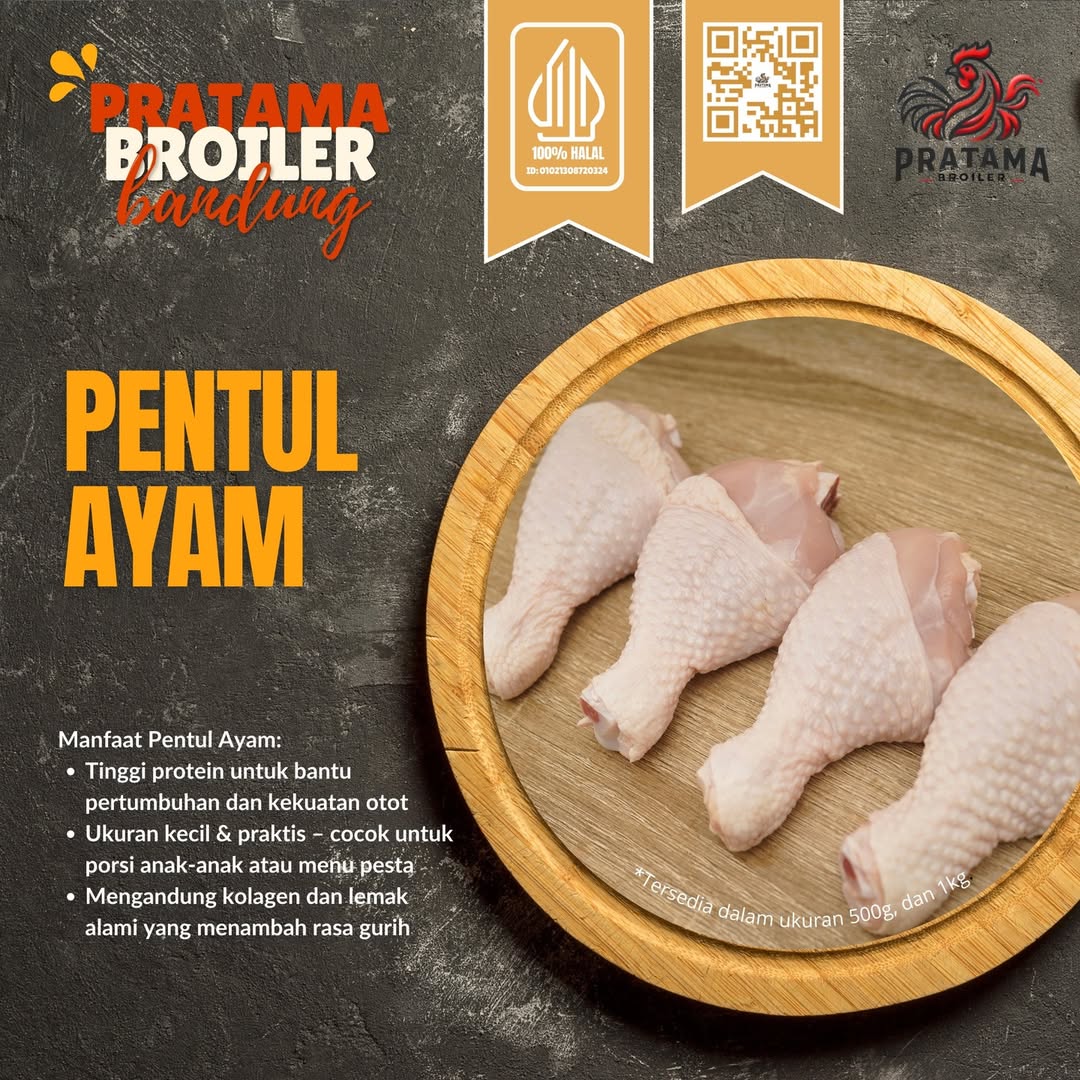 PRATAMA
BROILER
bandung
100% HALAL
ID: 01021308720324
PRATAMA
BROILER
PENTUL
AYAM
Manfaat Pentul Ayam:
• Tinggi protein untuk bantu
pertumbuhan dan kekuatan otot
• Ukuran kecil & praktis – cocok untuk
porsi anak-anak atau menu pesta
• Mengandung kolagen dan lemak
alami yang menambah rasa gurih
*Tersedia dalam ukuran 500g, dan 1kg.